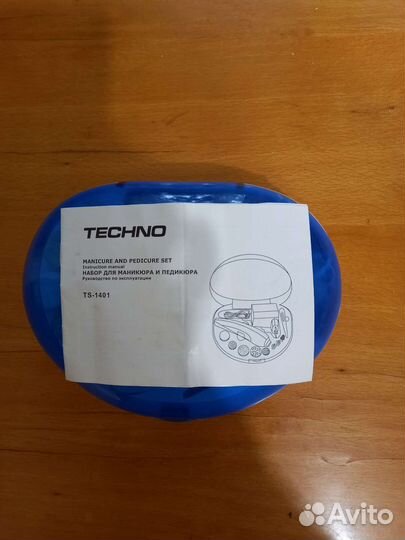 TECHNO
MANICURE AND PEDICURE SET
Instruction manual
НАБОР ДЛЯ МАНИКЮРА И ПЕДИКЮРА
Руководство по эксплуатации
TS-1401
Avito